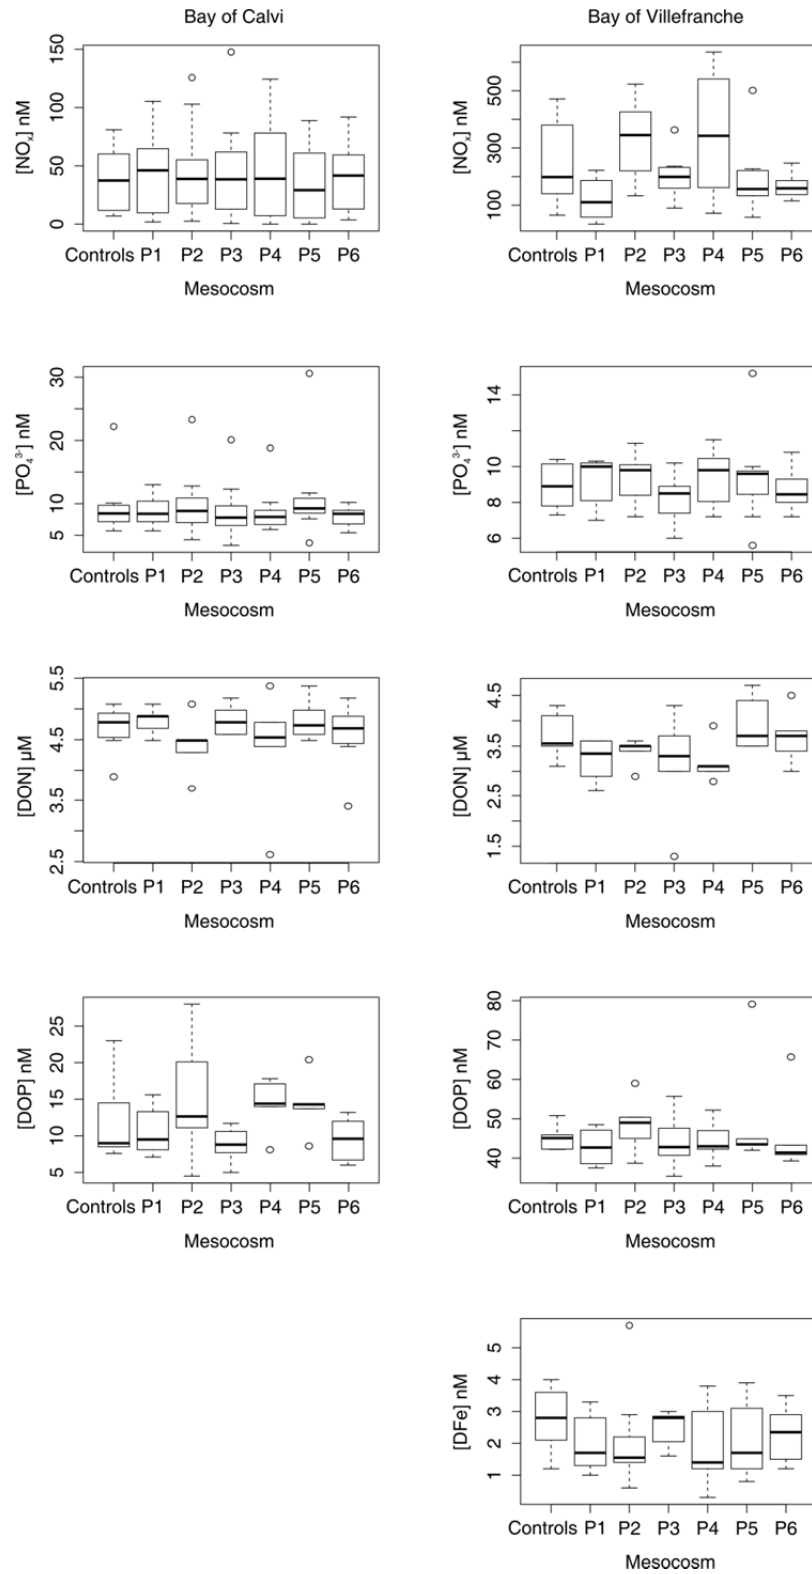 Bay of Calvi
Bay of Villefranche
[NOₓ] nM
150
100
50
0
Controls P1 P2 P3 P4 P5 P6
Mesocosm
[NOₓ] nM
500
300
100
Controls P1 P2 P3 P4 P5 P6
Mesocosm
[PO₄³⁻] nM
30
20
10
5
Controls P1 P2 P3 P4 P5 P6
Mesocosm
[PO₄³⁻] nM
14
10
8
6
Controls P1 P2 P3 P4 P5 P6
Mesocosm
[DON] µM
5.5
4.5
3.5
2.5
Controls P1 P2 P3 P4 P5 P6
Mesocosm
[DON] µM
4.5
3.5
2.5
1.5
Controls P1 P2 P3 P4 P5 P6
Mesocosm
[DOP] nM
25
20
15
10
5
Controls P1 P2 P3 P4 P5 P6
Mesocosm
[DOP] nM
80
70
60
50
40
Controls P1 P2 P3 P4 P5 P6
Mesocosm
[DFe] nM
5
4
3
2
1
Controls P1 P2 P3 P4 P5 P6
Mesocosm